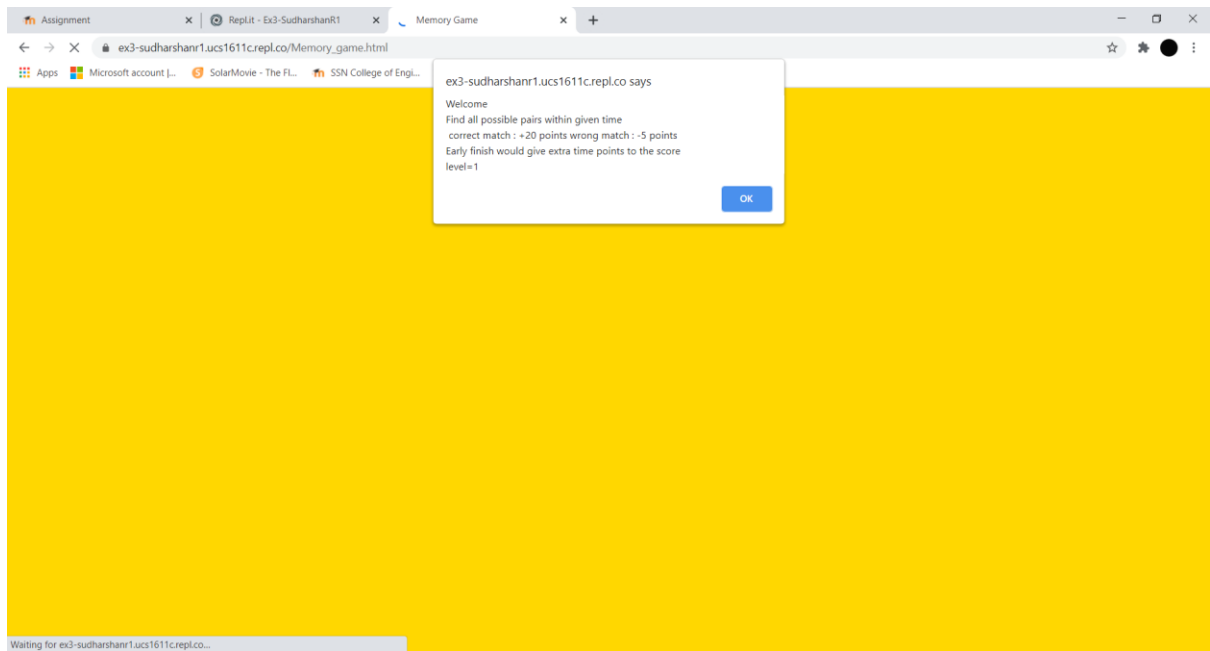 Assignment
Repl.it - Ex3-SudharshanR1
Memory Game
ex3-sudharshanr1.ucs1611c.repl.co/Memory_game.html
Apps
Microsoft account |...
SolarMovie - The Fl...
SSN College of Engi...
ex3-sudharshanr1.ucs1611c.repl.co says
Welcome
Find all possible pairs within given time
correct match : +20 points wrong match : -5 points
Early finish would give extra time points to the score
level=1
OK
Waiting for ex3-sudharshanr1.ucs1611c.repl.co...